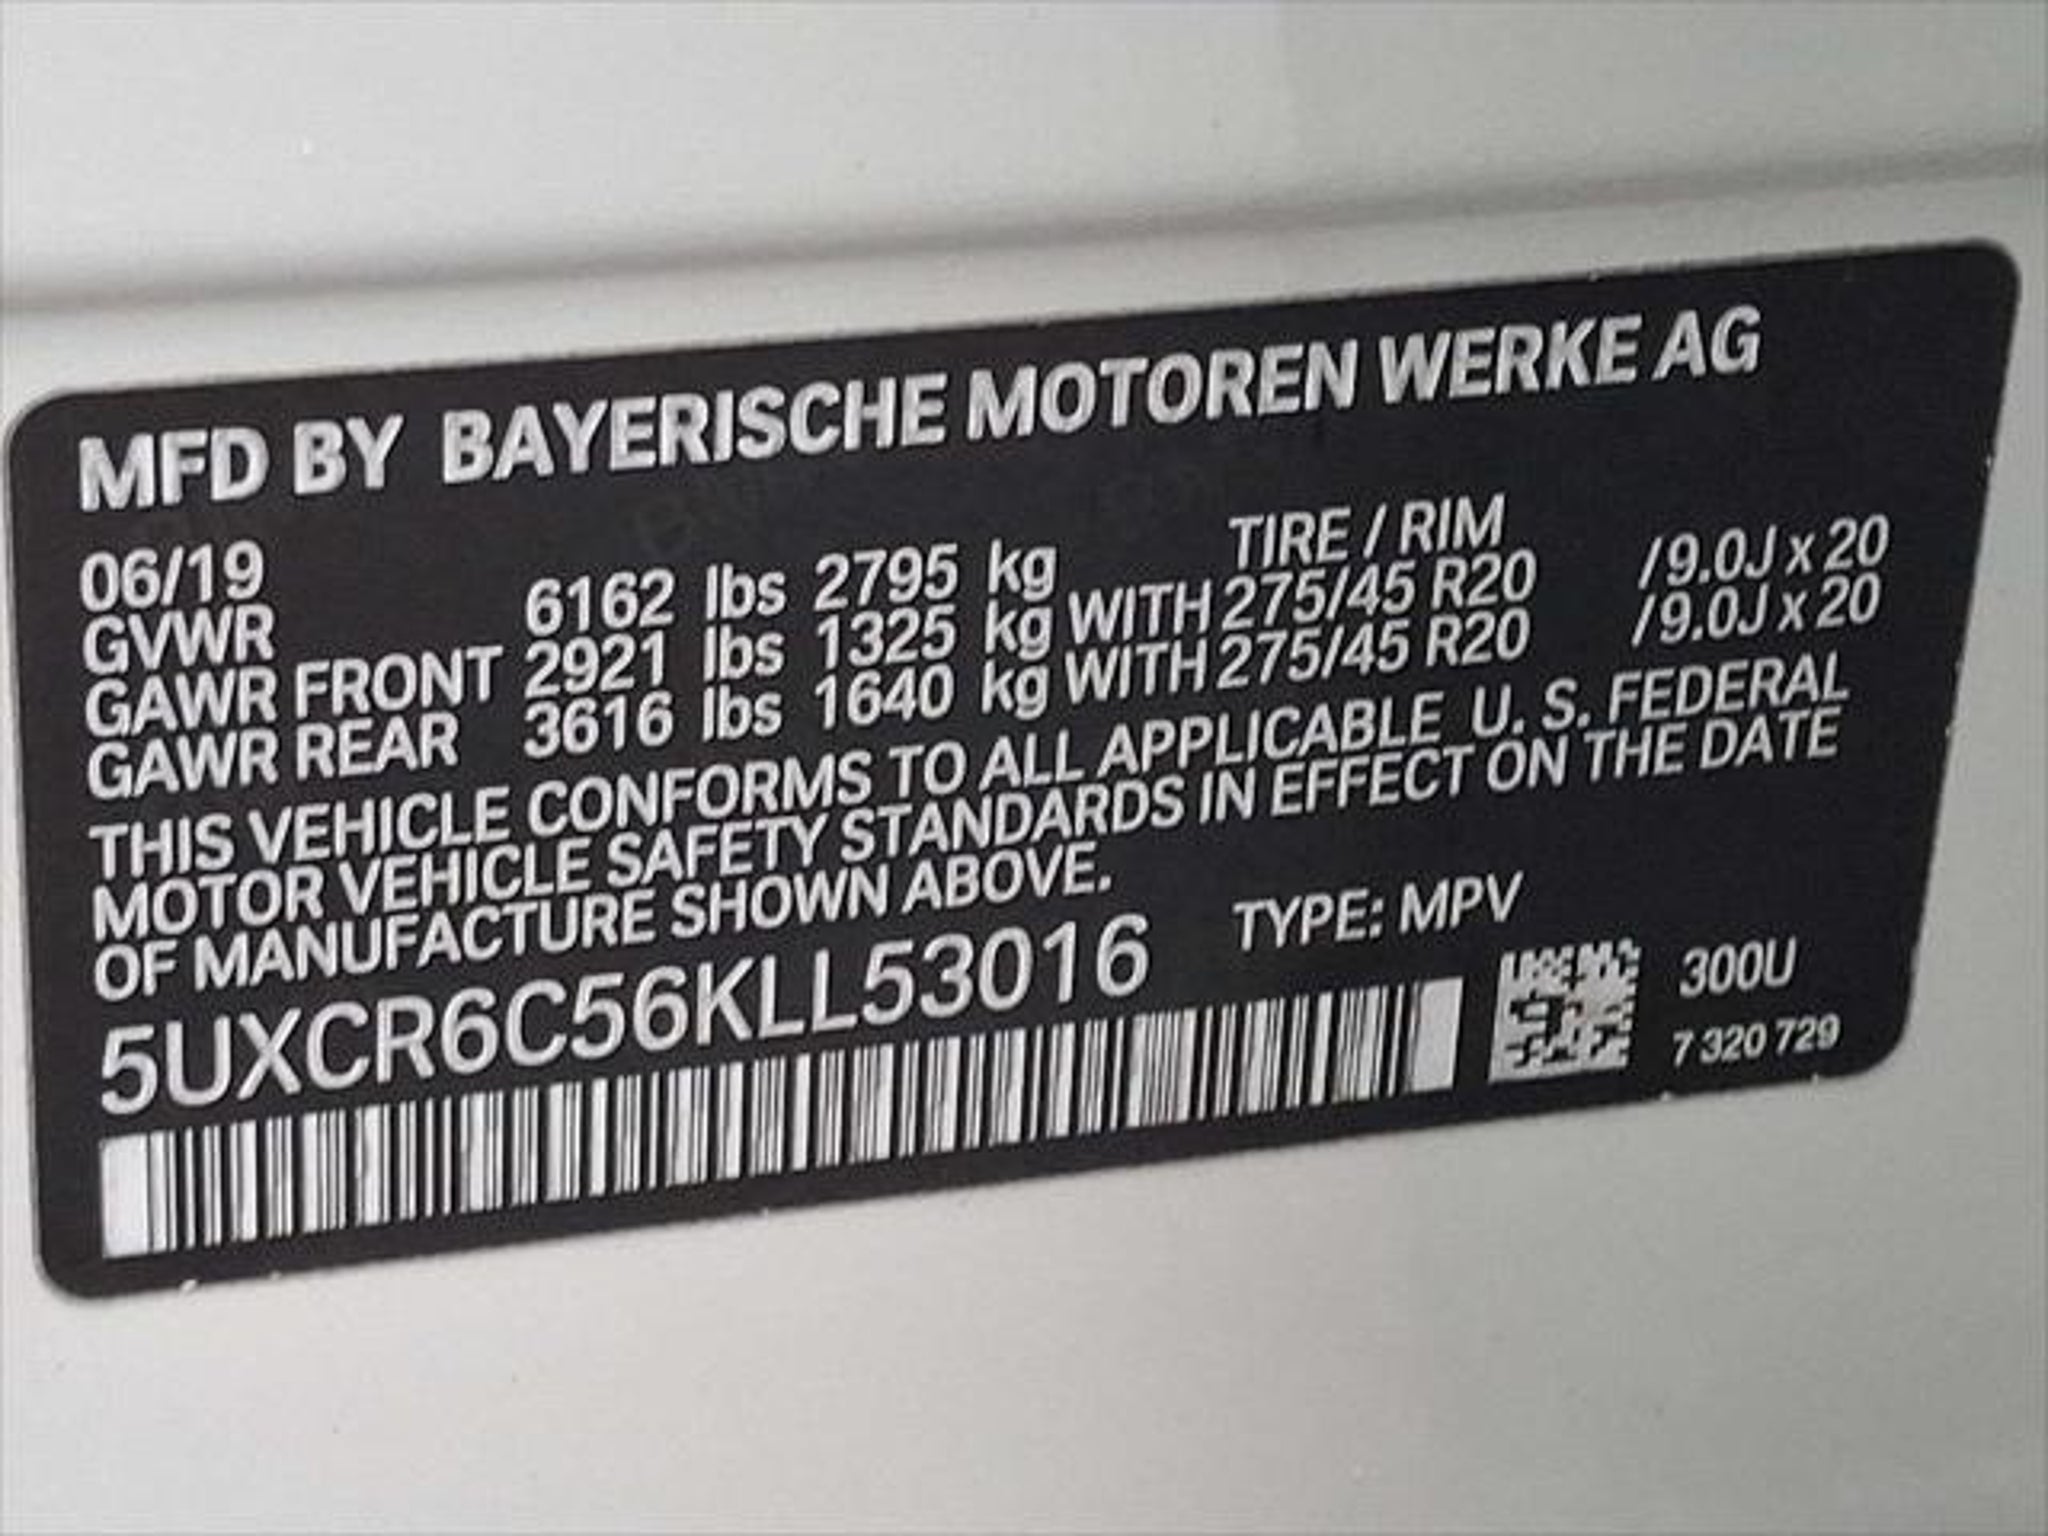 MFD BY BAYERISCHE MOTOREN WERKE AG
06/19 TIRE / RIM
GVWR 6162 lbs 2795 kg
GAWR FRONT 2921 lbs 1325 kg WITH 275/45 R20 /9.0J x 20
GAWR REAR 3616 lbs 1640 kg WITH 275/45 R20 /9.0J x 20
THIS VEHICLE CONFORMS TO ALL APPLICABLE U. S. FEDERAL
MOTOR VEHICLE SAFETY STANDARDS IN EFFECT ON THE DATE
OF MANUFACTURE SHOWN ABOVE.
5UXCR6C56KLL53016 TYPE: MPV
300U
7 320 729